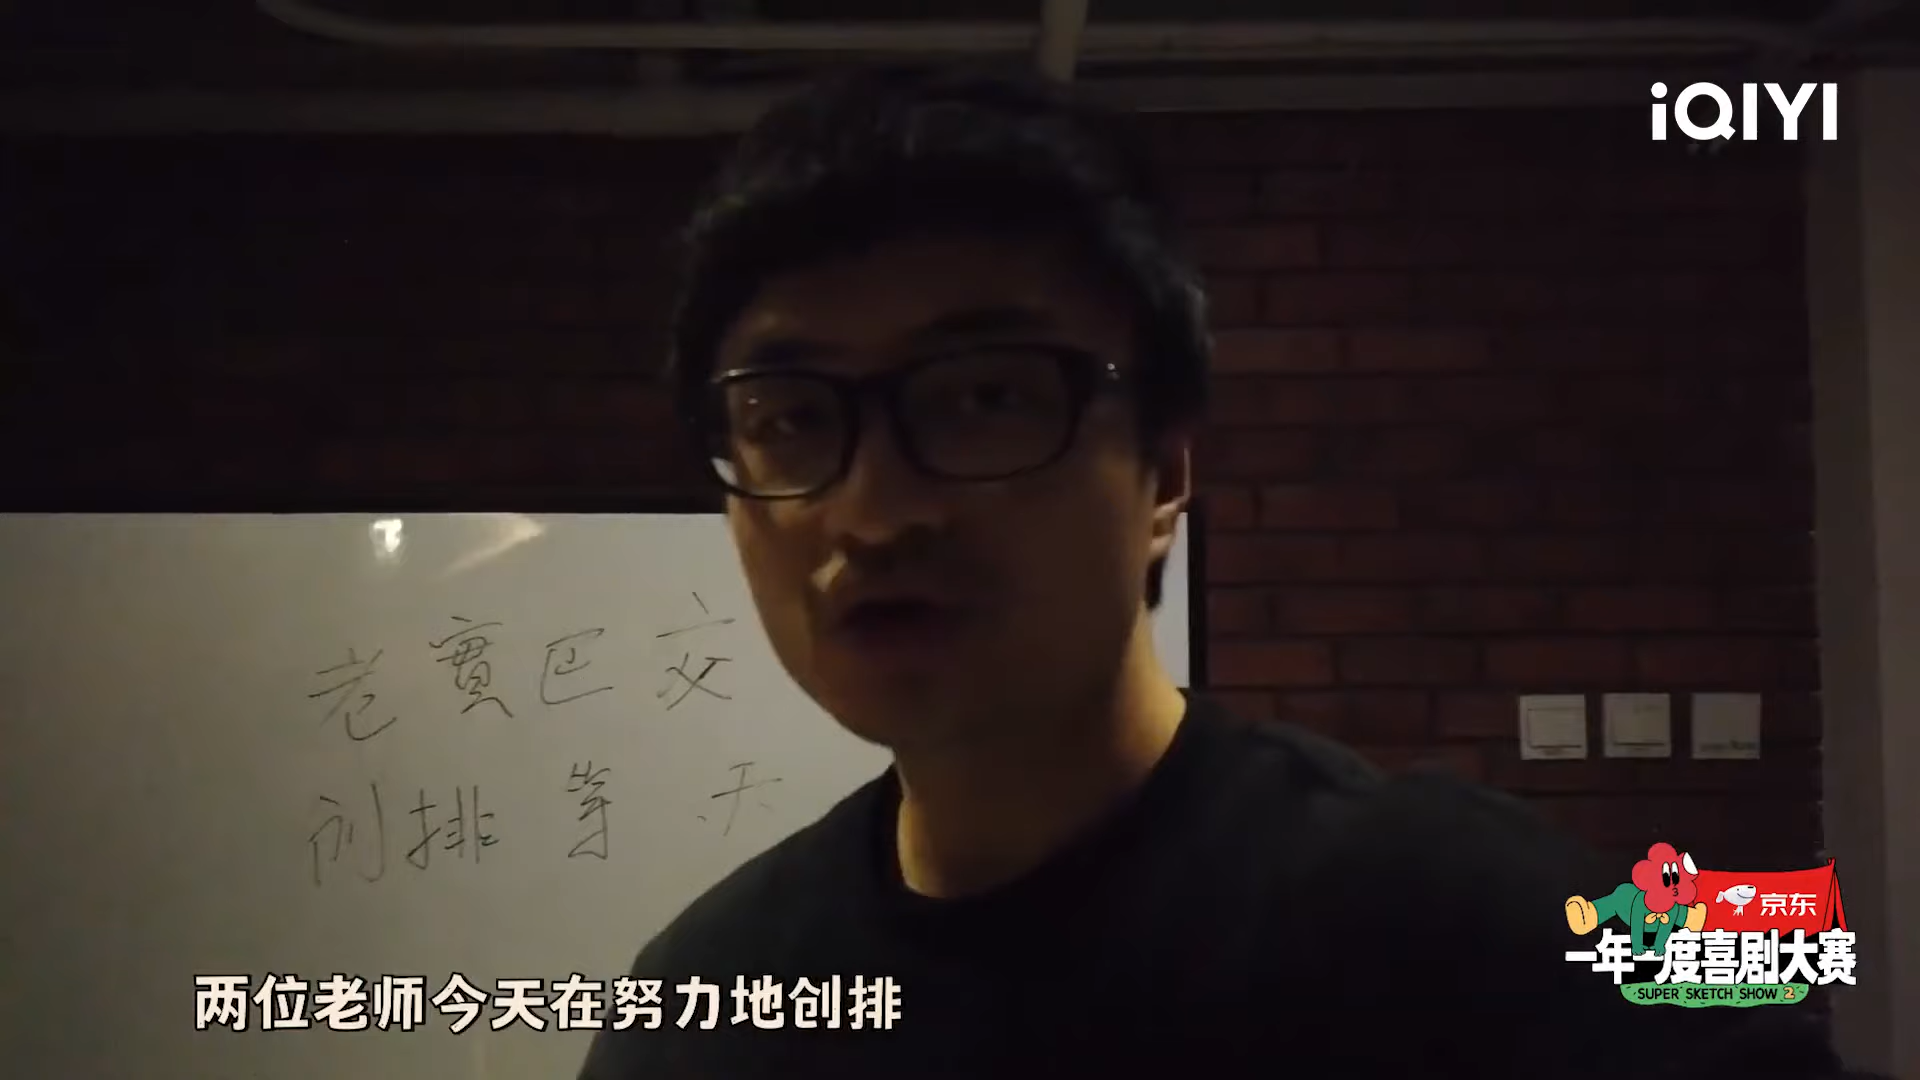 iQIYI
老實巴交
创排等天
京东
一年一度喜剧大赛
SUPER SKETCH SHOW 2
两位老师今天在努力地创排